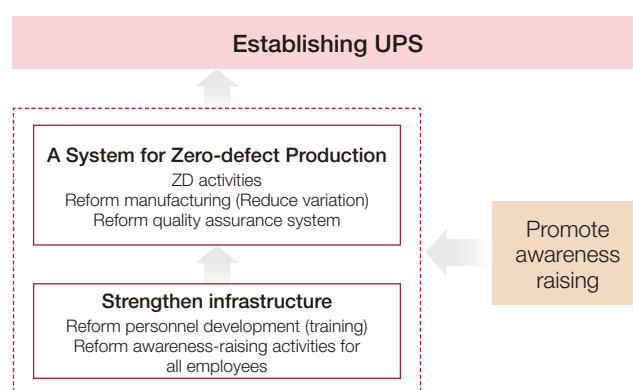 Establishing UPS
A System for Zero-defect Production
ZD activities
Reform manufacturing (Reduce variation)
Reform quality assurance system
Promote
awareness
raising
Strengthen infrastructure
Reform personnel development (training)
Reform awareness-raising activities for
all employees